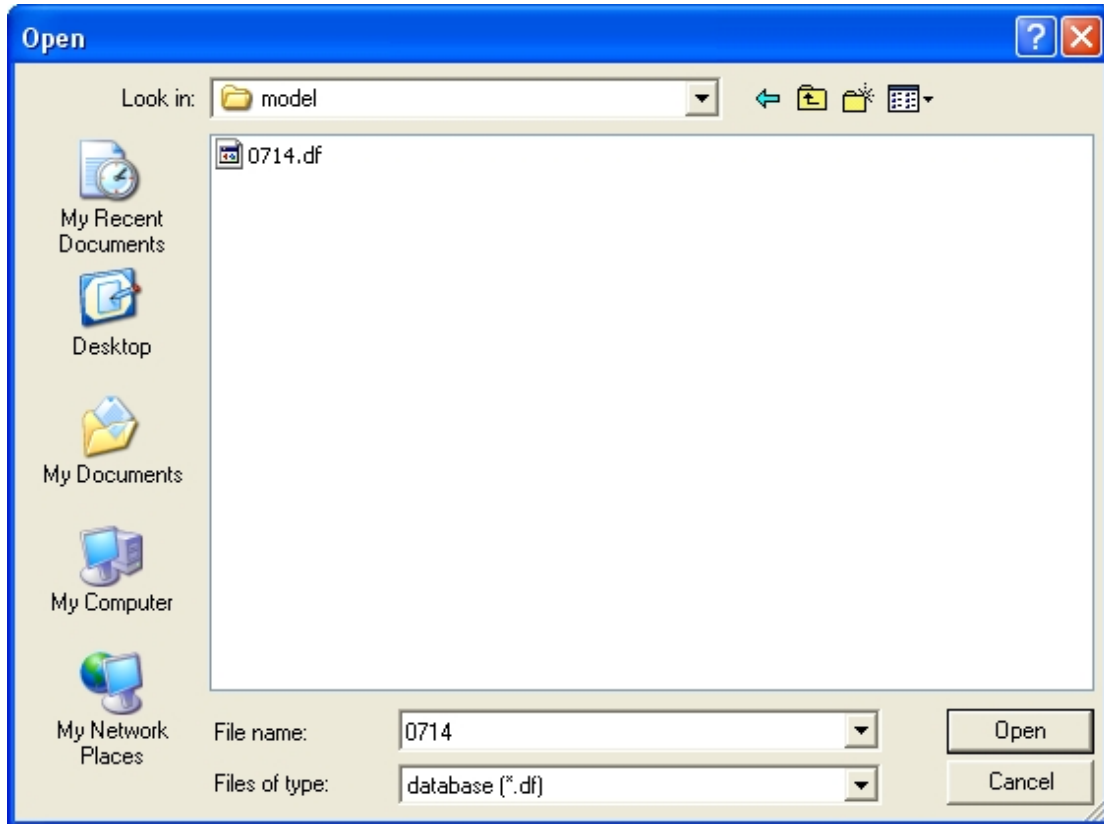 Open
Look in:
model
0714.df
My Recent
Documents
Desktop
My Documents
My Computer
My Network
Places
File name:
0714
Open
Files of type:
database (*.df)
Cancel